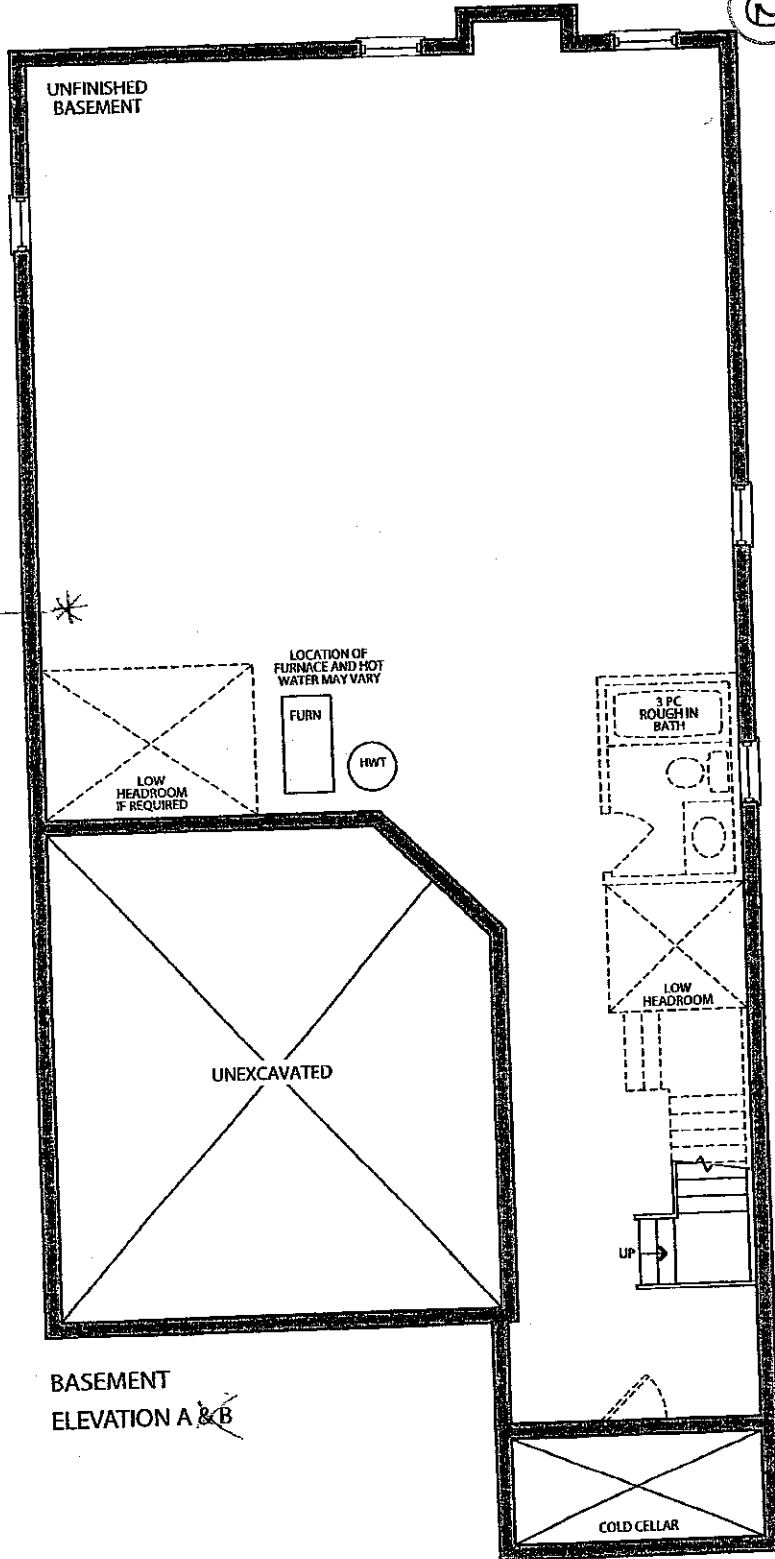 UNFINISHED
BASEMENT
LOCATION OF
FURNACE AND HOT
WATER MAY VARY
FURN
HWT
3 PC
ROUGH IN
BATH
LOW
HEADROOM
IF REQUIRED
LOW
HEADROOM
UNEXCAVATED
UP
BASEMENT
ELEVATION A & B
COLD CELLAR